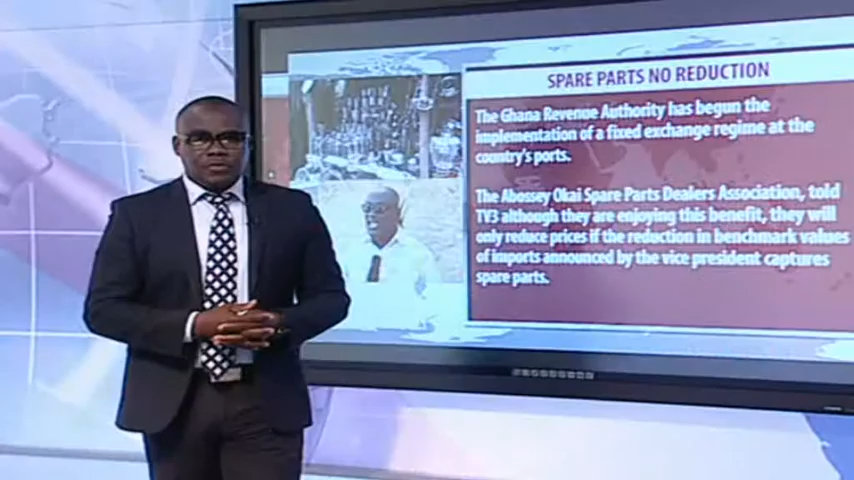 SPARE PARTS NO REDUCTION
The Ghana Revenue Authority has begun the
implementation of a fixed exchange regime at the
country's ports.
The Abossey Okai Spare Parts Dealers Association, told
TV3 although they are enjoying this benefit, they will
only reduce prices if the reduction in benchmark values
of imports announced by the vice president captures
spare parts.